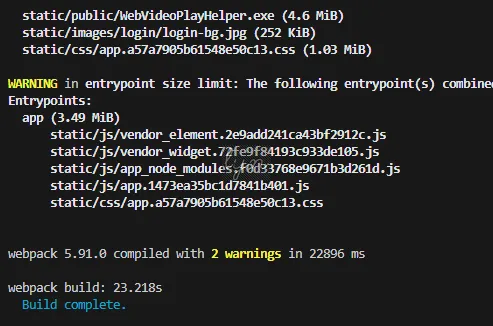 static/public/WebVideoPlayHelper.exe (4.6 MiB)
static/images/login/login-bg.jpg (252 KiB)
static/css/app.a57a7905b61548e50c13.css (1.03 MiB)
WARNING in entrypoint size limit: The following entrypoint(s) combined
Entrypoints:
app (3.49 MiB)
static/js/vendor_element.2e9add241ca43bf2912c.js
static/js/vendor_widget.72fe9f84193c933de105.js
static/js/app_node_modules.f0d33768e9671b3d261d.js
static/js/app.1473ea35bc1d7841b401.js
static/css/app.a57a7905b61548e50c13.css
webpack 5.91.0 compiled with 2 warnings in 22896 ms
webpack build: 23.218s
Build complete.